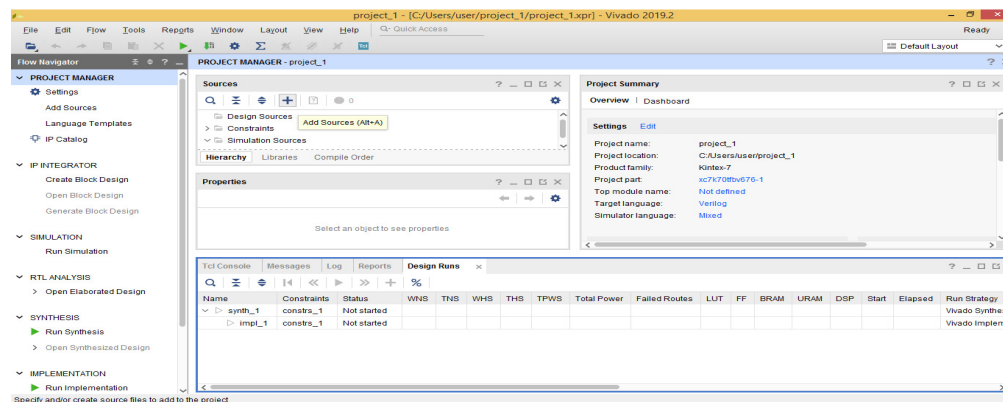 project_1 - [C:/Users/user/project_1/project_1.xpr] - Vivado 2019.2
File Edit Flow Tools Reports Window Layout View Help Q- Quick Access Ready
Default Layout
Flow Navigator
PROJECT MANAGER
Settings
Add Sources
Language Templates
IP Catalog
IP INTEGRATOR
Create Block Design
Open Block Design
Generate Block Design
SIMULATION
Run Simulation
RTL ANALYSIS
Open Elaborated Design
SYNTHESIS
Run Synthesis
Open Synthesized Design
IMPLEMENTATION
Run Implementation
PROJECT MANAGER - project_1
Sources
0
Design Sources
Add Sources (Alt+A)
Constraints
Simulation Sources
Hierarchy Libraries Compile Order
Properties
Select an object to see properties
Project Summary
Overview | Dashboard
Settings Edit
Project name: project_1
Project location: C:/Users/user/project_1
Product family: Kintex-7
Project part: xc7k70tfbv676-1
Top module name: Not defined
Target language: Verilog
Simulator language: Mixed
Tcl Console Messages Log Reports Design Runs
Name Constraints Status WNS TNS WHS THS TPWS Total Power Failed Routes LUT FF BRAM URAM DSP Start Elapsed Run Strategy
synth_1 constrs_1 Not started Vivado Synthe
impl_1 constrs_1 Not started Vivado Implem
Specify and/or create source files to add to the project